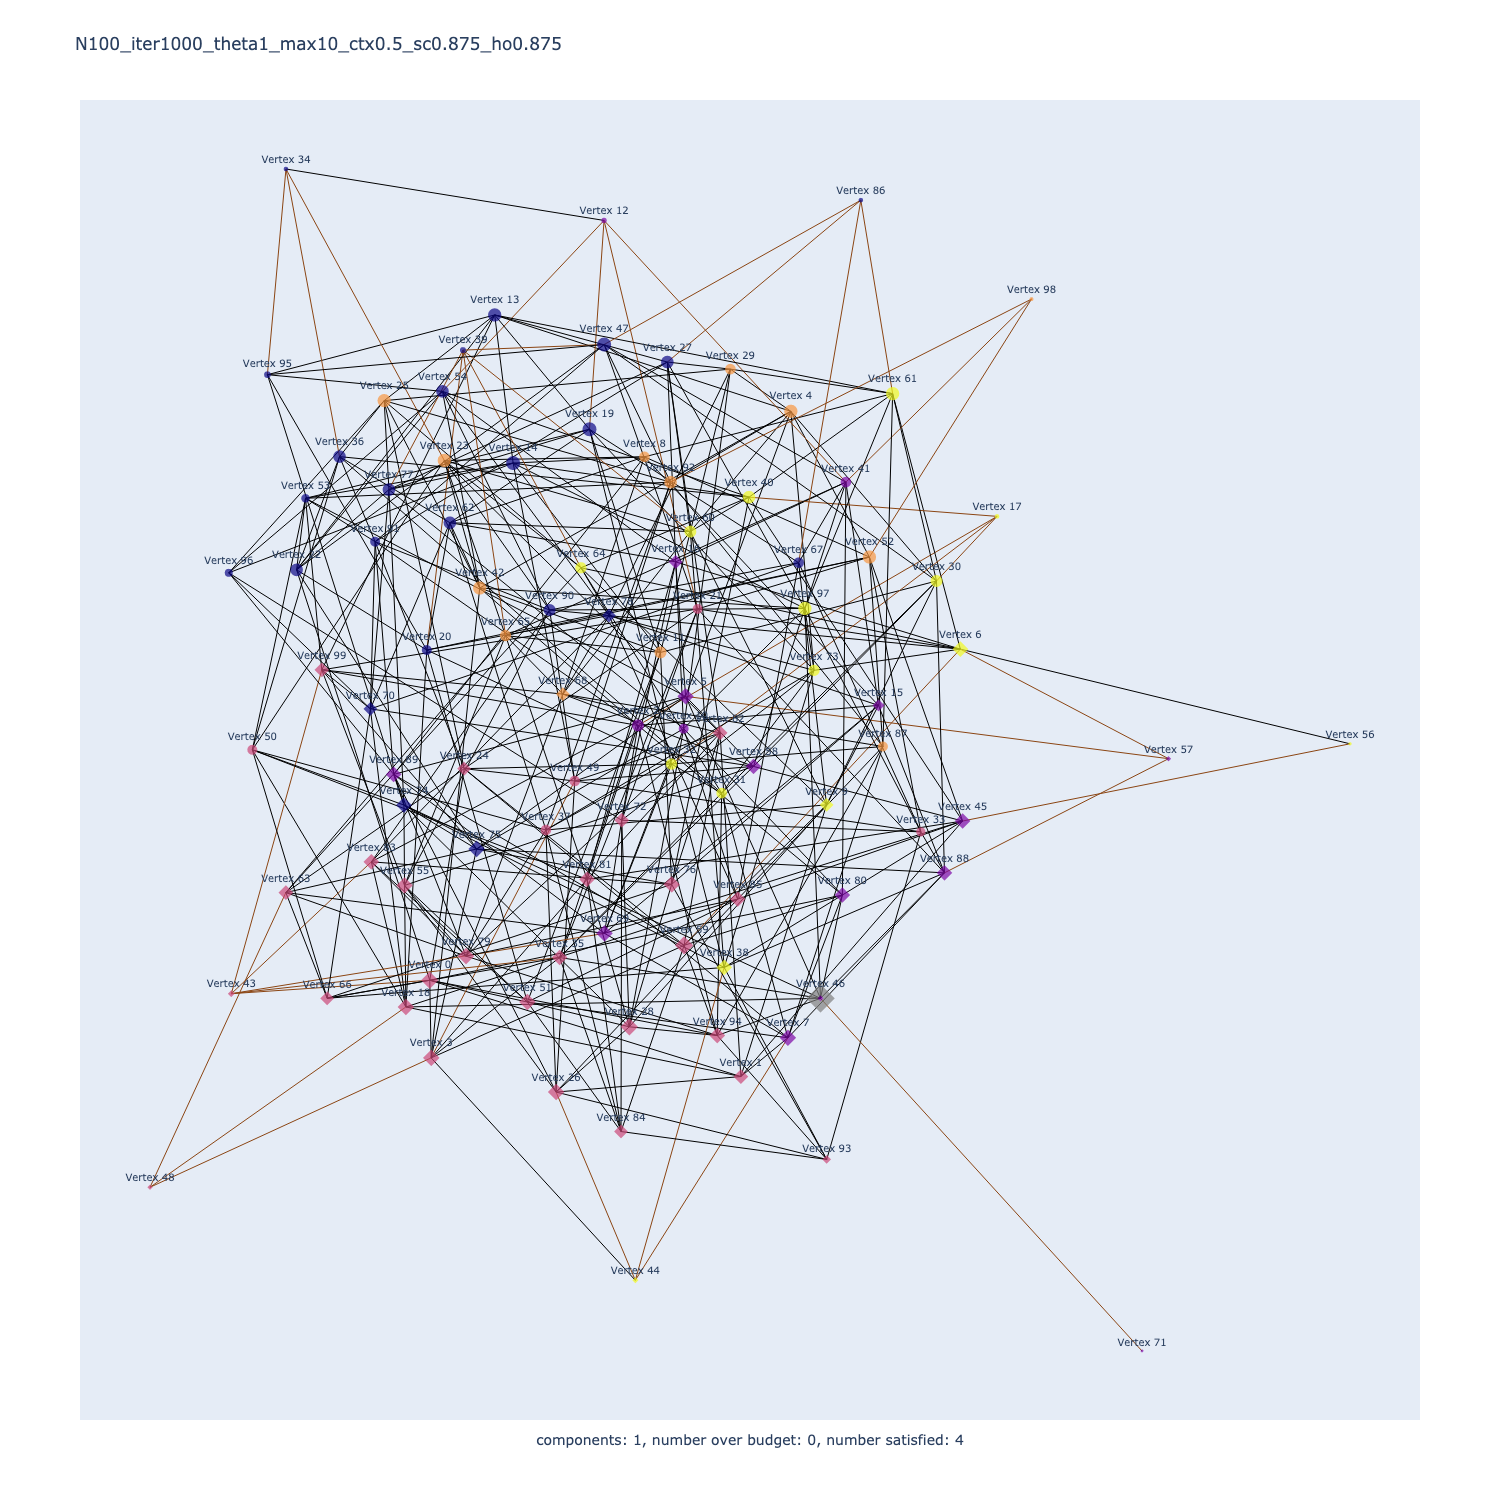 N100_iter1000_theta1_max10_ctx0.5_sc0.875_ho0.875
Vertex 34
Vertex 86
Vertex 12
Vertex 98
Vertex 13
Vertex 47
Vertex 39
Vertex 27
Vertex 29
Vertex 95
Vertex 54
Vertex 61
Vertex 4
Vertex 19
Vertex 36
Vertex 23
Vertex 14
Vertex 8
Vertex 92
Vertex 41
Vertex 77
Vertex 40
Vertex 53
Vertex 17
Vertex 62
Vertex 52
Vertex 96
Vertex 64
Vertex 67
Vertex 30
Vertex 42
Vertex 90
Vertex 97
Vertex 21
Vertex 65
Vertex 20
Vertex 6
Vertex 99
Vertex 73
Vertex 68
Vertex 5
Vertex 15
Vertex 70
Vertex 50
Vertex 56
Vertex 87
Vertex 57
Vertex 89
Vertex 24
Vertex 49
Vertex 31
Vertex 9
Vertex 72
Vertex 45
Vertex 37
Vertex 75
Vertex 88
Vertex 63
Vertex 55
Vertex 81
Vertex 76
Vertex 80
Vertex 79
Vertex 38
Vertex 0
Vertex 43
Vertex 66
Vertex 18
Vertex 51
Vertex 46
Vertex 94
Vertex 7
Vertex 3
Vertex 1
Vertex 26
Vertex 84
Vertex 93
Vertex 48
Vertex 44
Vertex 71
components: 1, number over budget: 0, number satisfied: 4